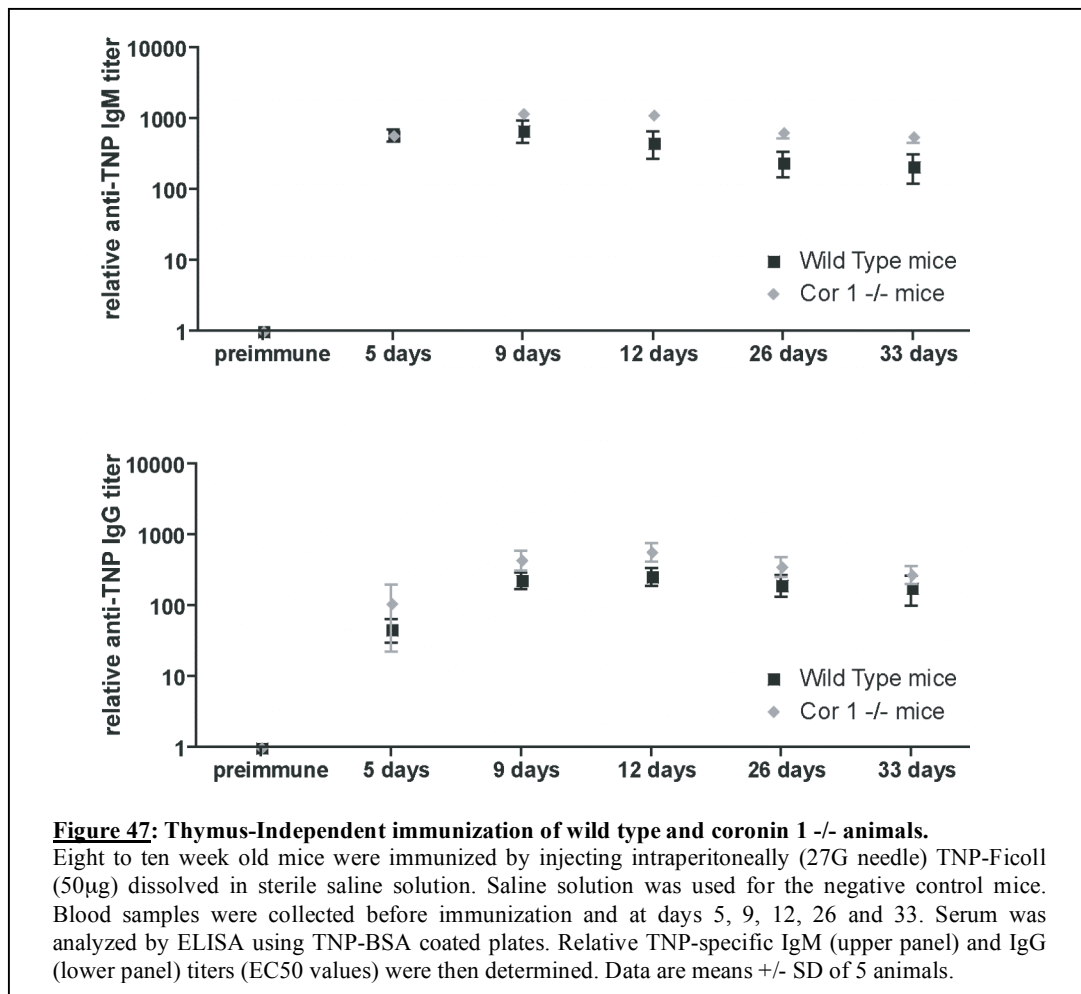 relative anti-TNP IgM titer
10000
1000
100
10
1
Wild Type mice
Cor 1 -/- mice
preimmune 5 days 9 days 12 days 26 days 33 days
relative anti-TNP IgG titer
10000
1000
100
10
1
Wild Type mice
Cor 1 -/- mice
preimmune 5 days 9 days 12 days 26 days 33 days
Figure 47: Thymus-Independent immunization of wild type and coronin 1 -/- animals.
Eight to ten week old mice were immunized by injecting intraperitoneally (27G needle) TNP-Ficoll
(50µg) dissolved in sterile saline solution. Saline solution was used for the negative control mice.
Blood samples were collected before immunization and at days 5, 9, 12, 26 and 33. Serum was
analyzed by ELISA using TNP-BSA coated plates. Relative TNP-specific IgM (upper panel) and IgG
(lower panel) titers (EC50 values) were then determined. Data are means +/- SD of 5 animals.